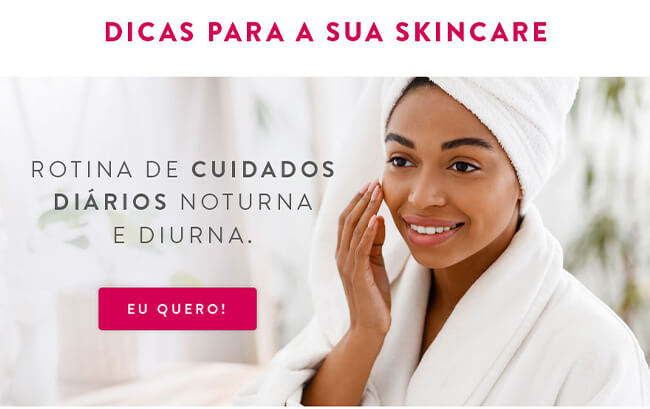 DICAS PARA A SUA SKINCARE
ROTINA DE CUIDADOS
DIÁRIOS NOTURNA
E DIURNA.
EU QUERO!